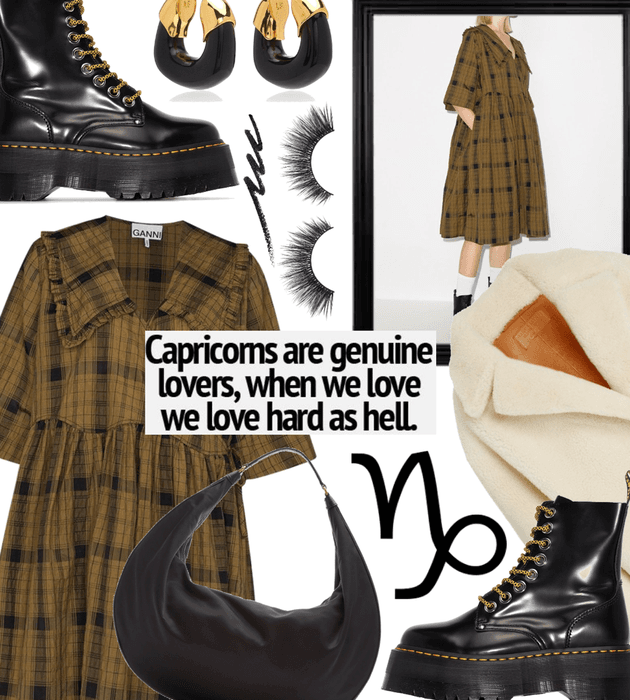 GANNI
Capricorns are genuine
lovers, when we love
we love hard as hell.